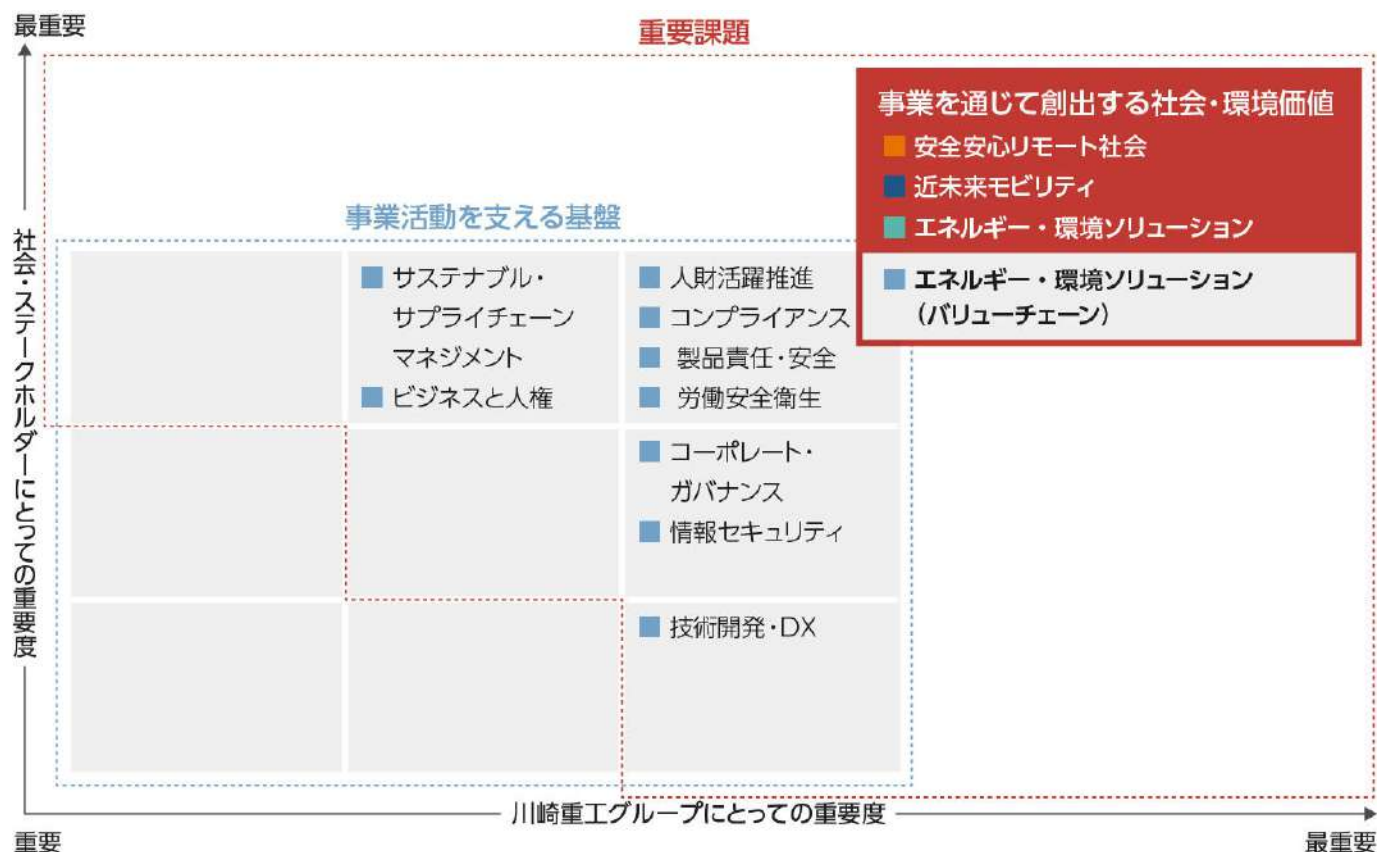 最重要
重要課題
事業を通じて創出する社会・環境価値
安全安心リモート社会
近未来モビリティ
エネルギー・環境ソリューション
エネルギー・環境ソリューション
（バリューチェーン）
事業活動を支える基盤
サステナブル・
サプライチェーン
マネジメント
ビジネスと人権
人財活躍推進
コンプライアンス
製品責任・安全
労働安全衛生
コーポレート・
ガバナンス
情報セキュリティ
技術開発・DX
社会・ステークホルダーにとっての重要度
川崎重工グループにとっての重要度
重要
最重要